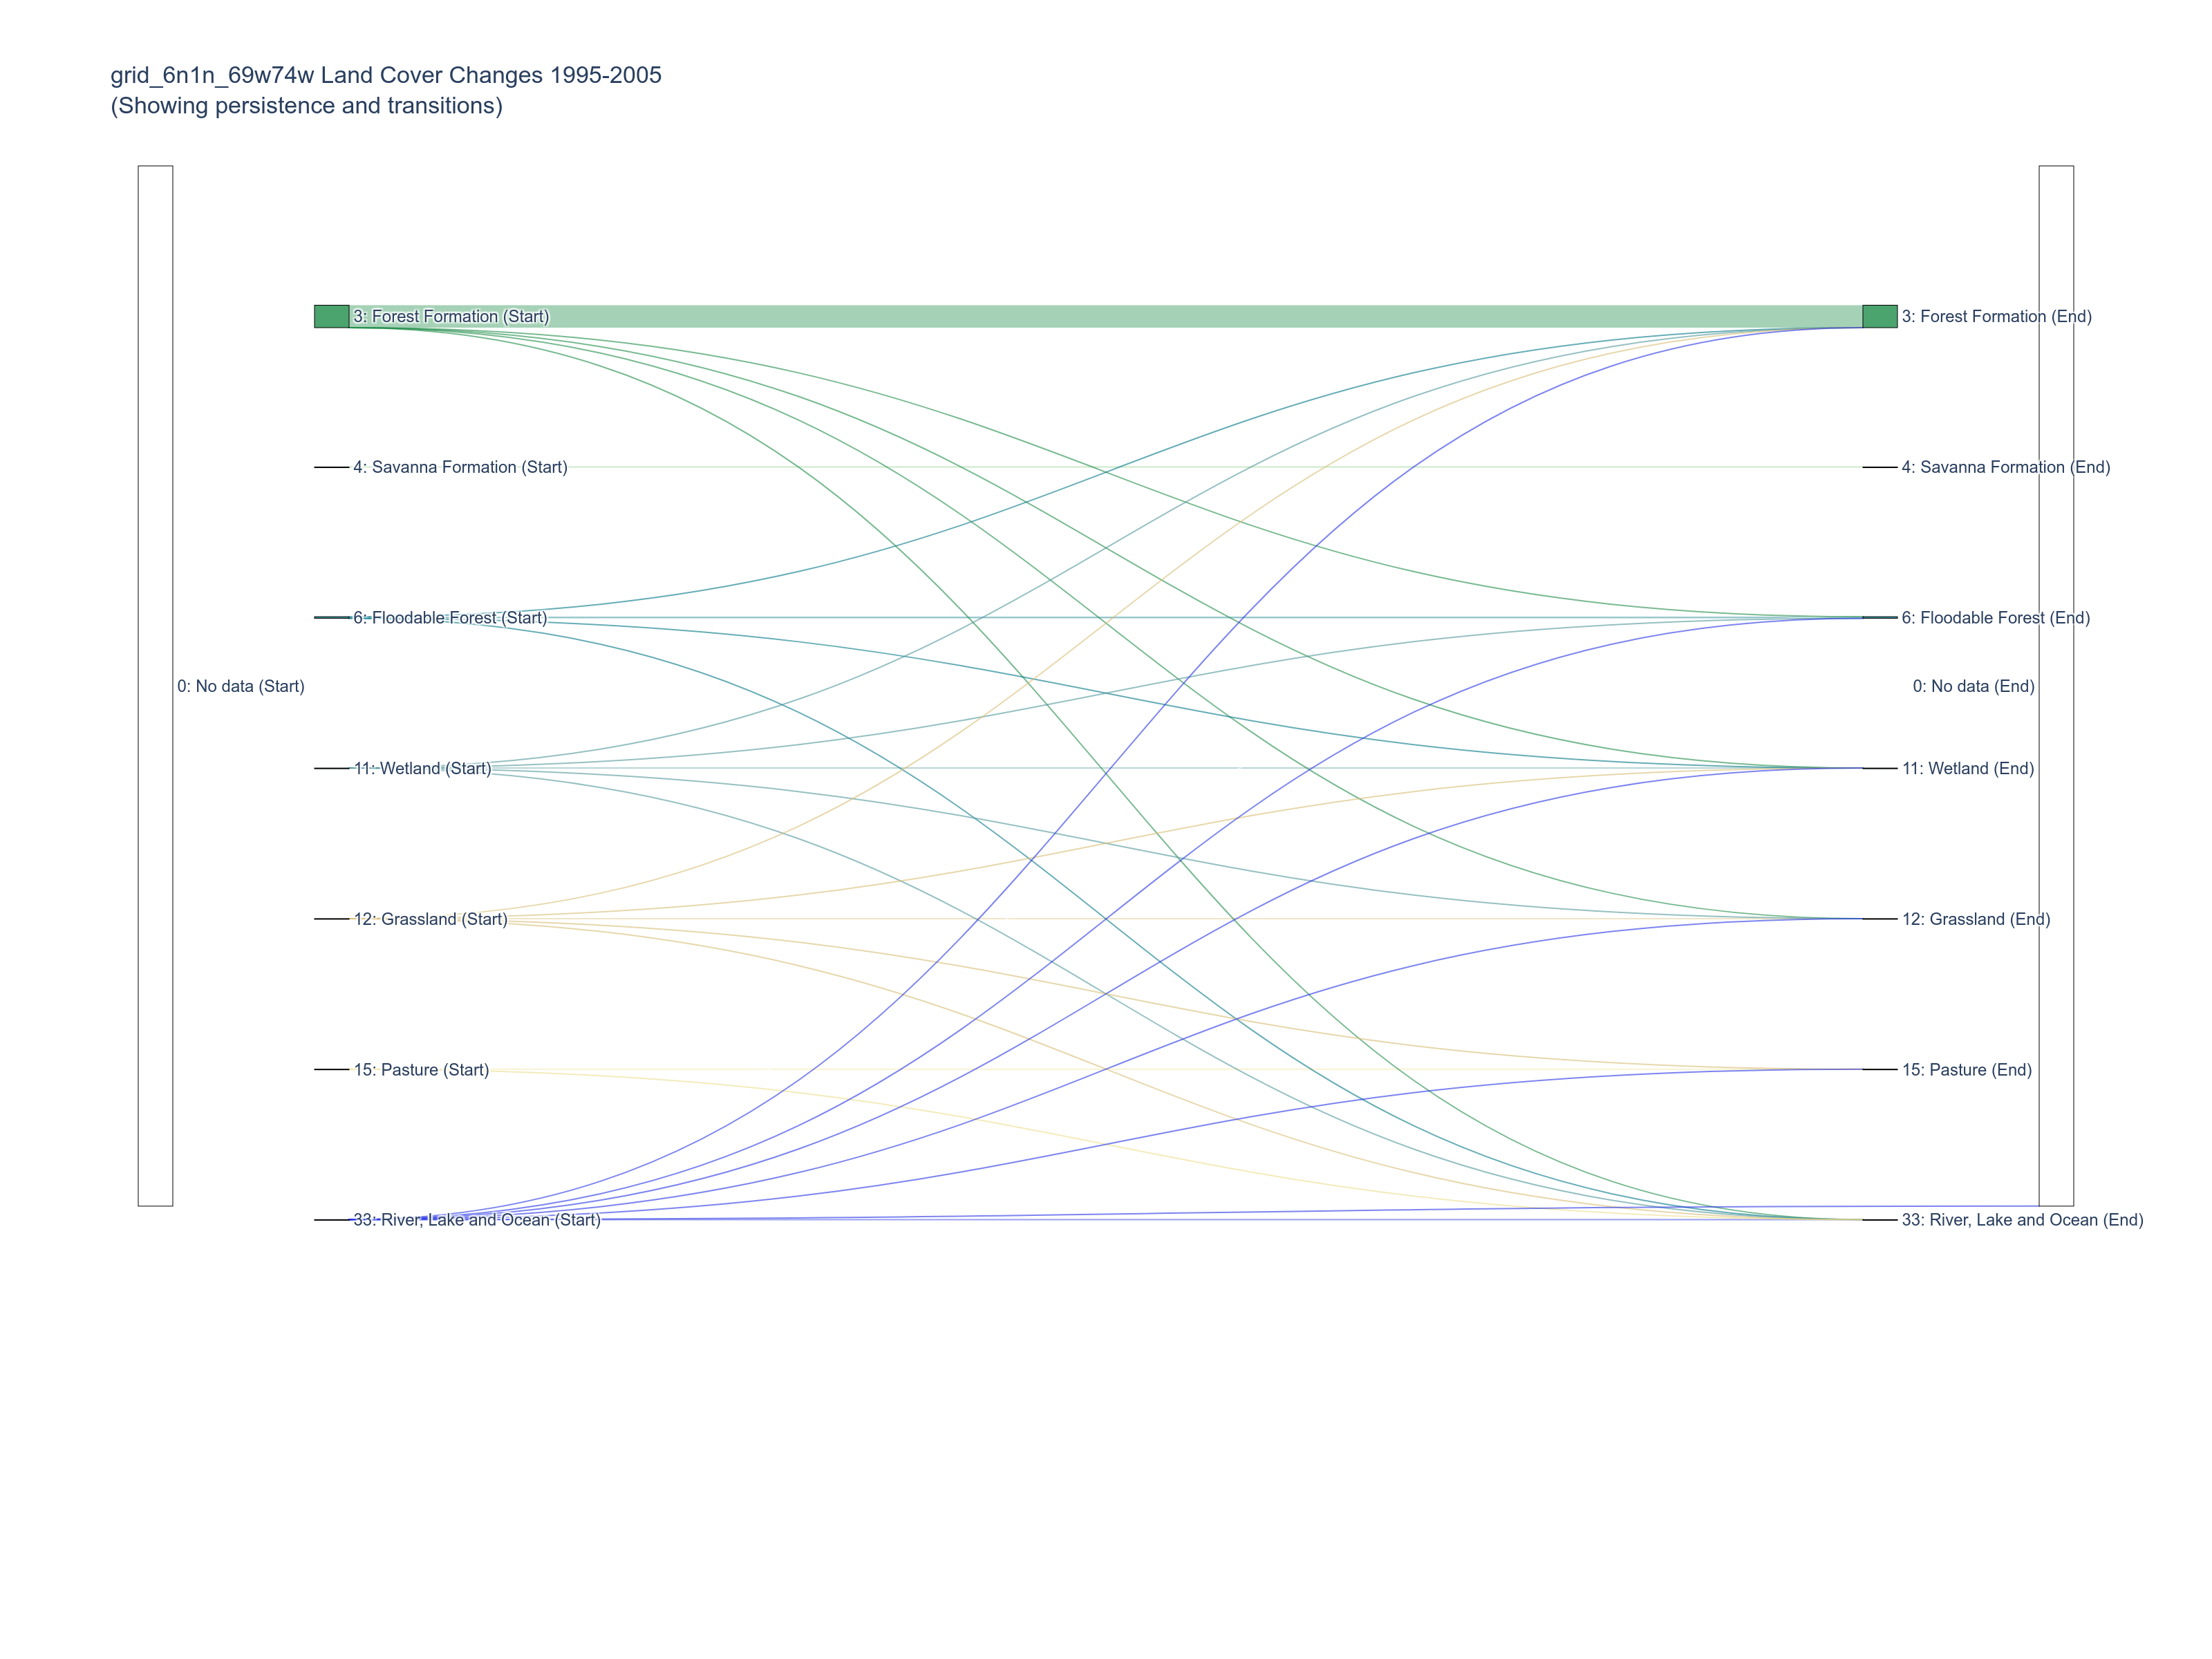 grid_6n1n_69w74w Land Cover Changes 1995-2005
(Showing persistence and transitions)
3: Forest Formation (Start)
3: Forest Formation (End)
4: Savanna Formation (Start)
4: Savanna Formation (End)
6: Floodable Forest (Start)
6: Floodable Forest (End)
0: No data (Start)
0: No data (End)
11: Wetland (Start)
11: Wetland (End)
12: Grassland (Start)
12: Grassland (End)
15: Pasture (Start)
15: Pasture (End)
33: River, Lake and Ocean (Start)
33: River, Lake and Ocean (End)